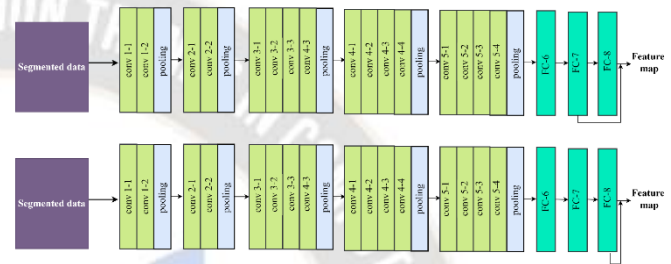 Segmented data
conv 1-1
conv 1-2
pooling
conv 2-1
conv 2-2
pooling
conv 3-1
conv 3-2
conv 3-3
conv 4-3
pooling
conv 4-1
conv 4-2
conv 4-3
conv 4-4
pooling
conv 5-1
conv 5-2
conv 5-3
conv 5-4
pooling
FC-6
FC-7
FC-8
Feature
map
Segmented data
conv 1-1
conv 1-2
pooling
conv 2-1
conv 2-2
pooling
conv 3-1
conv 3-2
conv 3-3
conv 4-3
pooling
conv 4-1
conv 4-2
conv 4-3
conv 4-4
pooling
conv 5-1
conv 5-2
conv 5-3
conv 5-4
pooling
FC-6
FC-7
FC-8
Feature
map